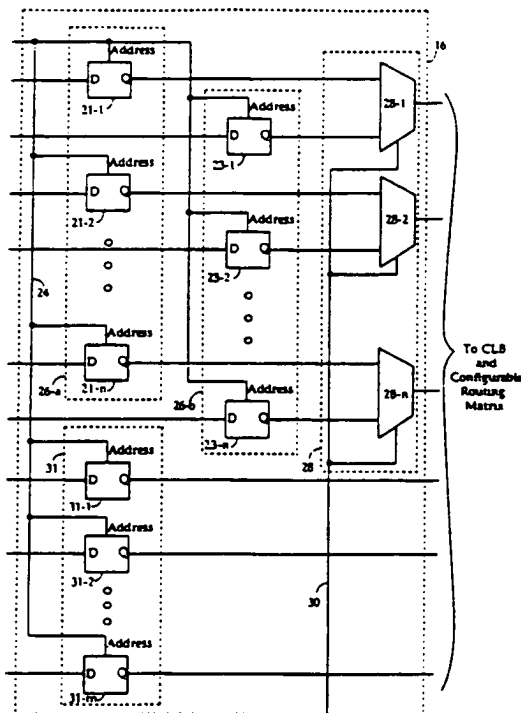 16
Address
D Q
21-1
28-1
Address
D Q
23-1
Address
D Q
21-2
28-2
Address
D Q
23-2
24
To CLB
and
Configurable
Routing
Matrix
Address
D Q
21-n
26-a
28-n
Address
D Q
26-b
23-n
28
31
Address
D Q
31-1
Address
D Q
31-2
30
Address
D Q
31-m